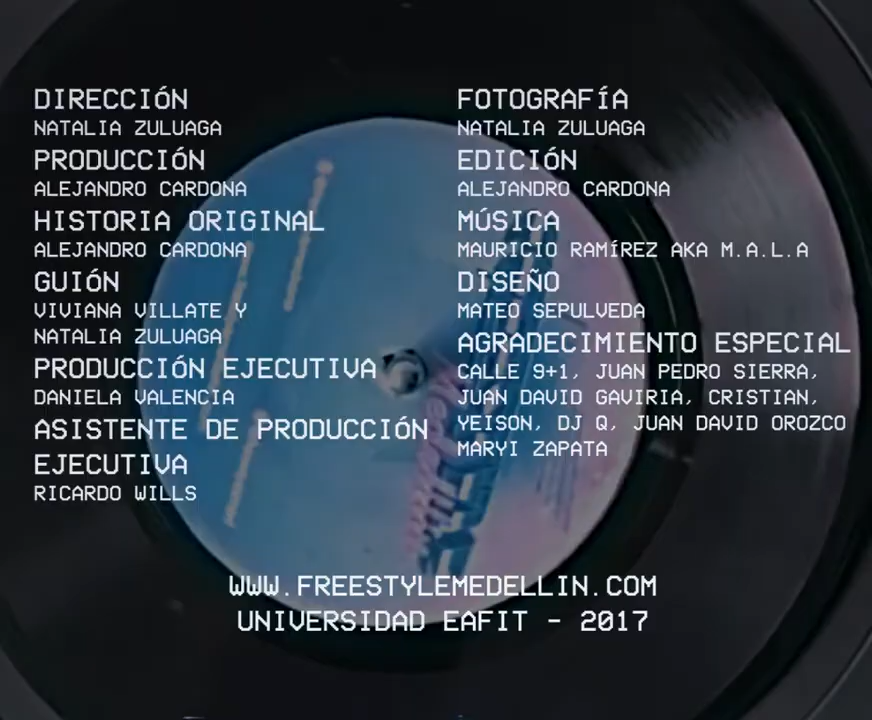 DIRECCIÓN
NATALIA ZULUAGA
PRODUCCIÓN
ALEJANDRO CARDONA
HISTORIA ORIGINAL
ALEJANDRO CARDONA
GUIÓN
VIVIANA VILLATE Y
NATALIA ZULUAGA
PRODUCCIÓN EJECUTIVA
DANIELA VALENCIA
ASISTENTE DE PRODUCCIÓN
EJECUTIVA
RICARDO WILLS
FOTOGRAFÍA
NATALIA ZULUAGA
EDICIÓN
ALEJANDRO CARDONA
MÚSICA
MAURICIO RAMÍREZ AKA M.A.L.A
DISEÑO
MATEO SEPULVEDA
AGRADECIMIENTO ESPECIAL
CALLE 9+1, JUAN PEDRO SIERRA,
JUAN DAVID GAVIRIA, CRISTIAN,
YEISON, DJ Q, JUAN DAVID OROZCO
MARYI ZAPATA
WWW.FREESTYLEMEDELLIN.COM
UNIVERSIDAD EAFIT - 2017